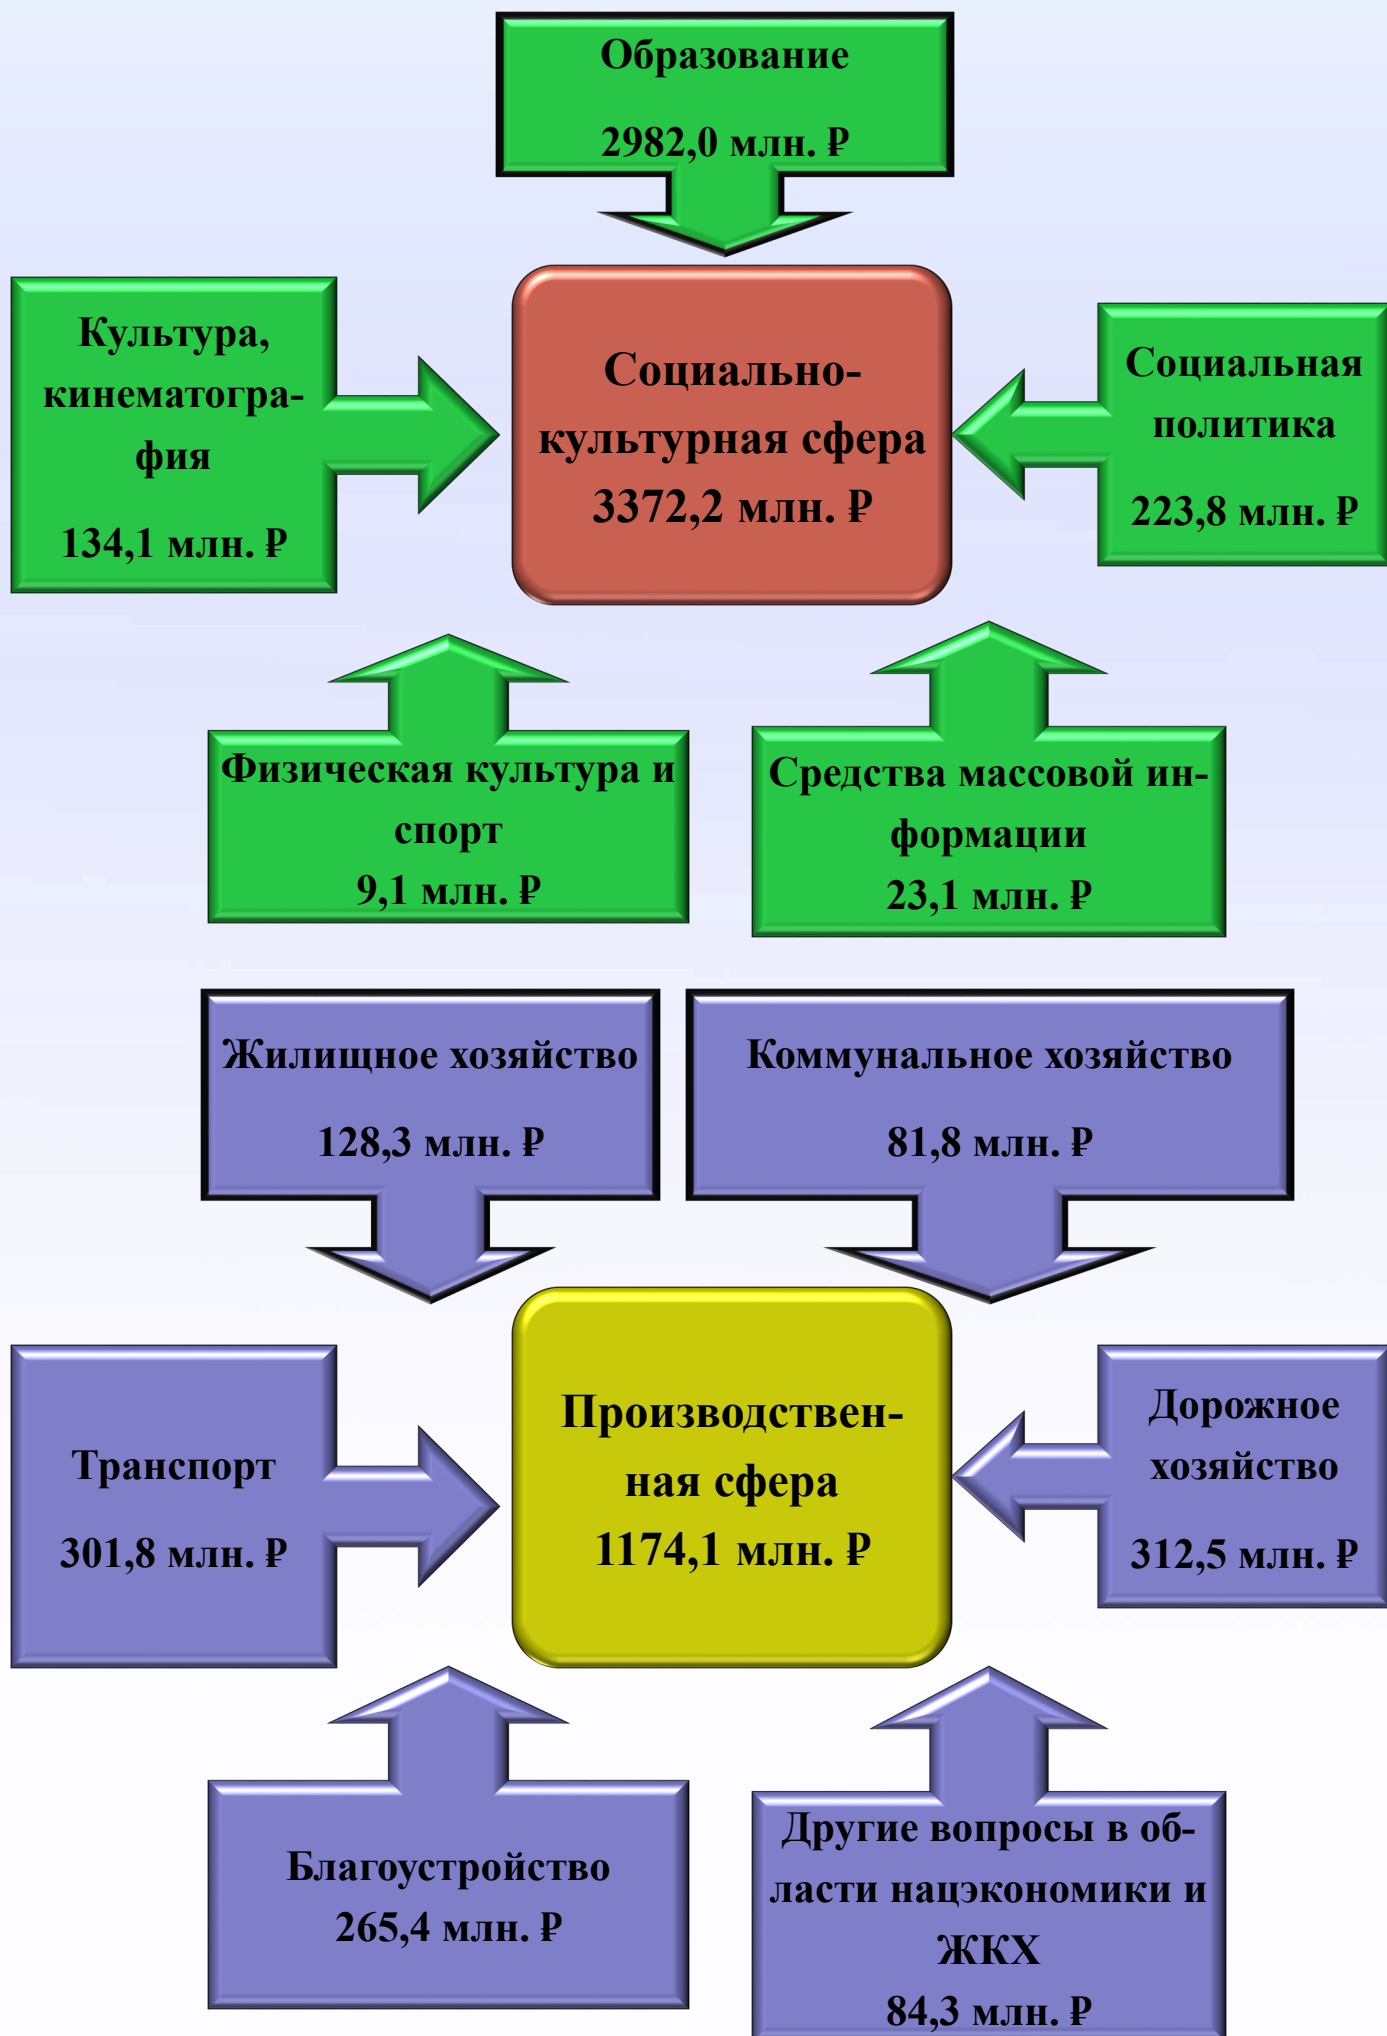 Образование
2982,0 млн. ₽
Культура,
кинематогра-
фия
134,1 млн. ₽
Социально-
культурная сфера
3372,2 млн. ₽
Социальная
политика
223,8 млн. ₽
Физическая культура и
спорт
9,1 млн. ₽
Средства массовой ин-
формации
23,1 млн. ₽
Жилищное хозяйство
128,3 млн. ₽
Коммунальное хозяйство
81,8 млн. ₽
Транспорт
301,8 млн. ₽
Производствен-
ная сфера
1174,1 млн. ₽
Дорожное
хозяйство
312,5 млн. ₽
Благоустройство
265,4 млн. ₽
Другие вопросы в об-
ласти нацэкономики и
ЖКХ
84,3 млн. ₽